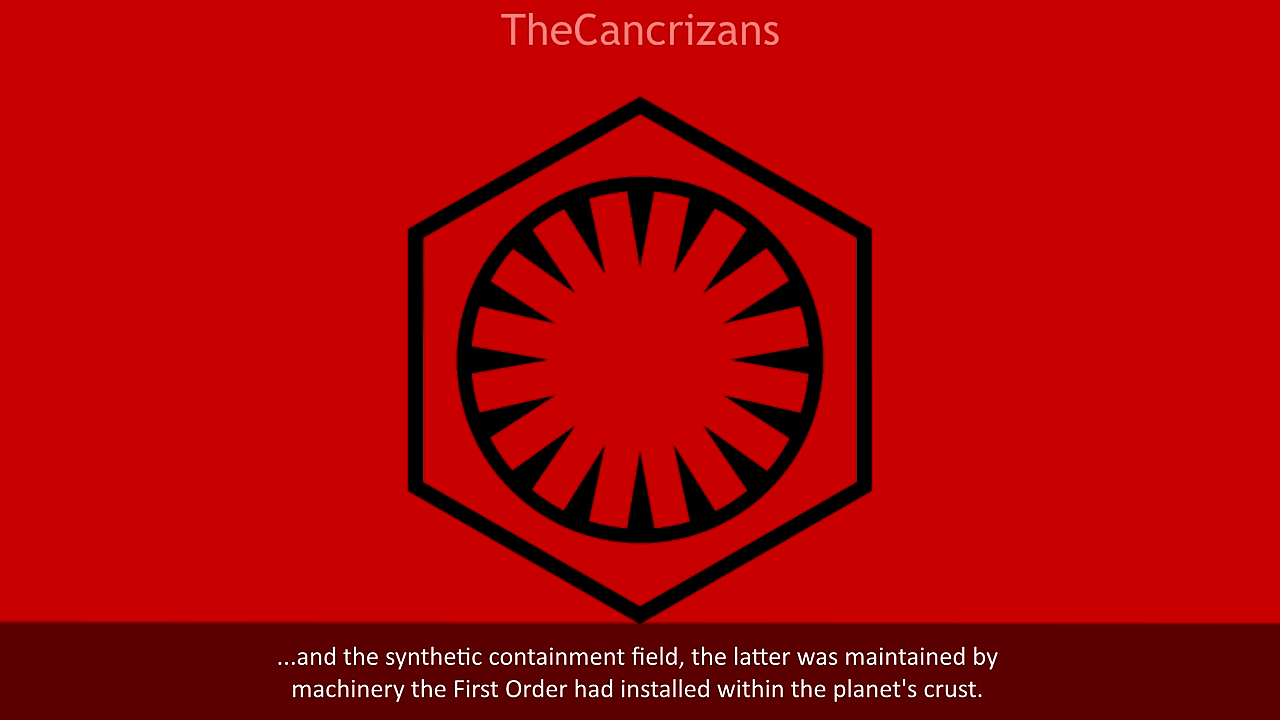 TheCancrizans
...and the synthetic containment field, the latter was maintained by
machinery the First Order had installed within the planet's crust.